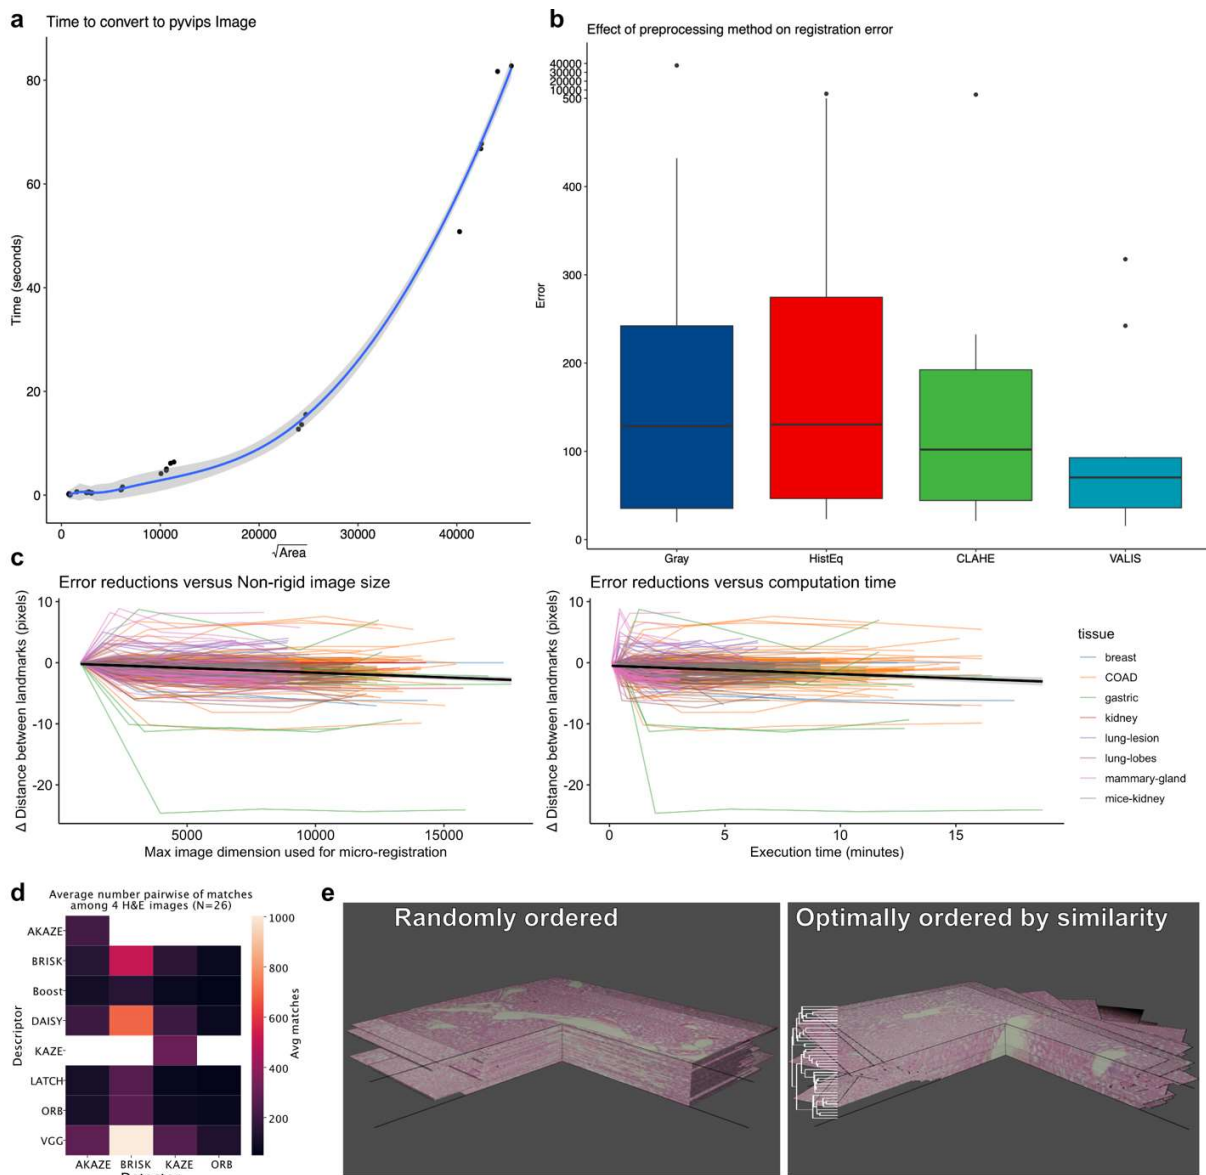 a
Time to convert to pyvips Image
80
60
40
20
0
Time (seconds)
0
10000
20000
30000
40000
√Area
b
Effect of preprocessing method on registration error
40000
30000
20000
10000
500
400
300
200
100
0
Error
Gray
HistEq
CLAHE
VALIS
c
Error reductions versus Non-rigid image size
10
0
-10
-20
Δ Distance between landmarks (pixels)
5000
10000
15000
Max image dimension used for micro-registration
Error reductions versus computation time
10
0
-10
-20
Δ Distance between landmarks (pixels)
0
5
10
15
Execution time (minutes)
tissue
breast
COAD
gastric
kidney
lung-lesion
lung-lobes
mammary-gland
mice-kidney
d
Average number pairwise of matches
among 4 H&E images (N=26)
AKAZE
BRISK
Boost
DAISY
KAZE
LATCH
ORB
VGG
Descriptor
AKAZE
BRISK
KAZE
ORB
1000
800
600
400
200
Avg matches
e
Randomly ordered
Optimally ordered by similarity